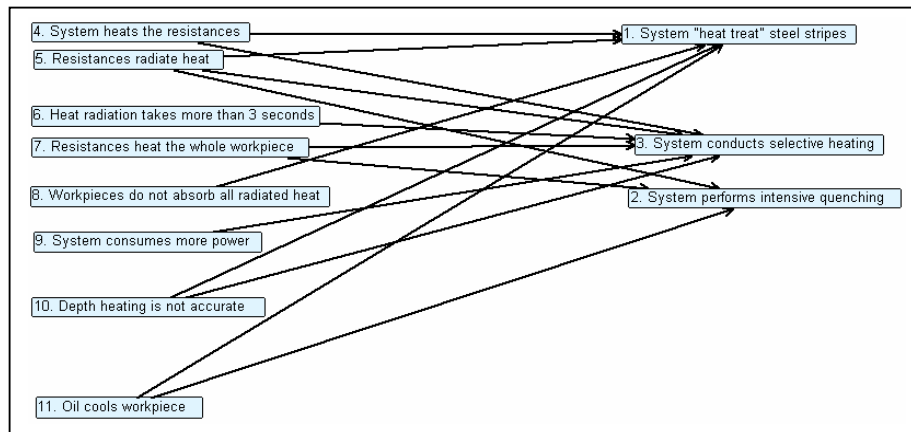 4. System heats the resistances
1. System "heat treat" steel stripes
5. Resistances radiate heat
6. Heat radiation takes more than 3 seconds
3. System conducts selective heating
7. Resistances heat the whole workpiece
8. Workpieces do not absorb all radiated heat
2. System performs intensive quenching
9. System consumes more power
10. Depth heating is not accurate
11. Oil cools workpiece